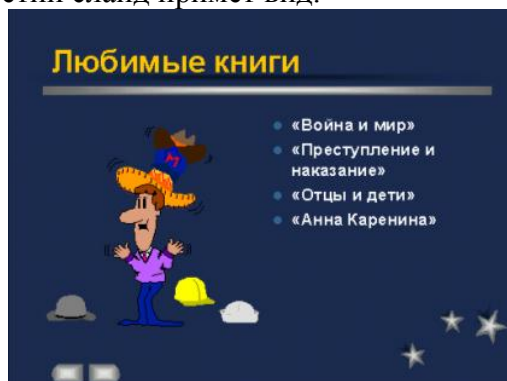 Любимые книги
«Война и мир»
«Преступление и
наказание»
«Отцы и дети»
«Анна Каренина»